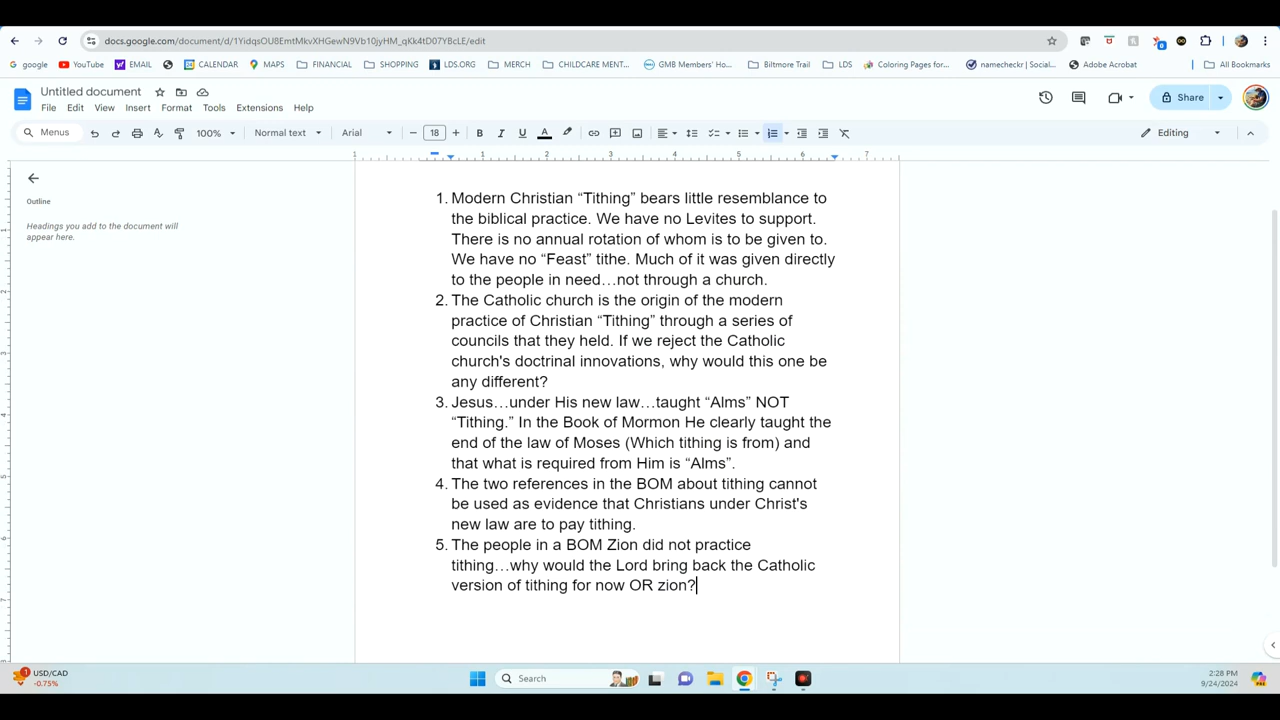 docs.google.com/document/d/1YidqsOU8EmtMkvXHGewN9Vb10jyHM_qKk4tD07YBcLE/edit
google YouTube EMAIL CALENDAR MAPS FINANCIAL SHOPPING LDS.ORG MERCH CHILDCARE MENT... GMB Members' Ho... Biltmore Trail LDS Coloring Pages for... namecheckr | Social... Adobe Acrobat All Bookmarks
Untitled document
File Edit View Insert Format Tools Extensions Help
Share
Menus 100% Normal text Arial 18 B I U A Editing
1 1 2 3 4 5 6 7
Outline
Headings you add to the document will
appear here.
1. Modern Christian “Tithing” bears little resemblance to
the biblical practice. We have no Levites to support.
There is no annual rotation of whom is to be given to.
We have no “Feast” tithe. Much of it was given directly
to the people in need…not through a church.
2. The Catholic church is the origin of the modern
practice of Christian “Tithing” through a series of
councils that they held. If we reject the Catholic
church's doctrinal innovations, why would this one be
any different?
3. Jesus…under His new law…taught “Alms” NOT
“Tithing.” In the Book of Mormon He clearly taught the
end of the law of Moses (Which tithing is from) and
that what is required from Him is “Alms”.
4. The two references in the BOM about tithing cannot
be used as evidence that Christians under Christ's
new law are to pay tithing.
5. The people in a BOM Zion did not practice
tithing…why would the Lord bring back the Catholic
version of tithing for now OR zion?
USD/CAD
-0.75%
Search
2:28 PM
9/24/2024